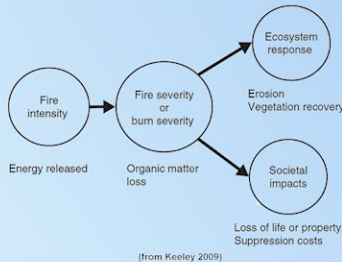 Fire
intensity
Energy released
Fire severity
or
burn severity
Organic matter
loss
Ecosystem
response
Erosion
Vegetation recovery
Societal
impacts
Loss of life or property
Suppression costs
(from Keeley 2009)